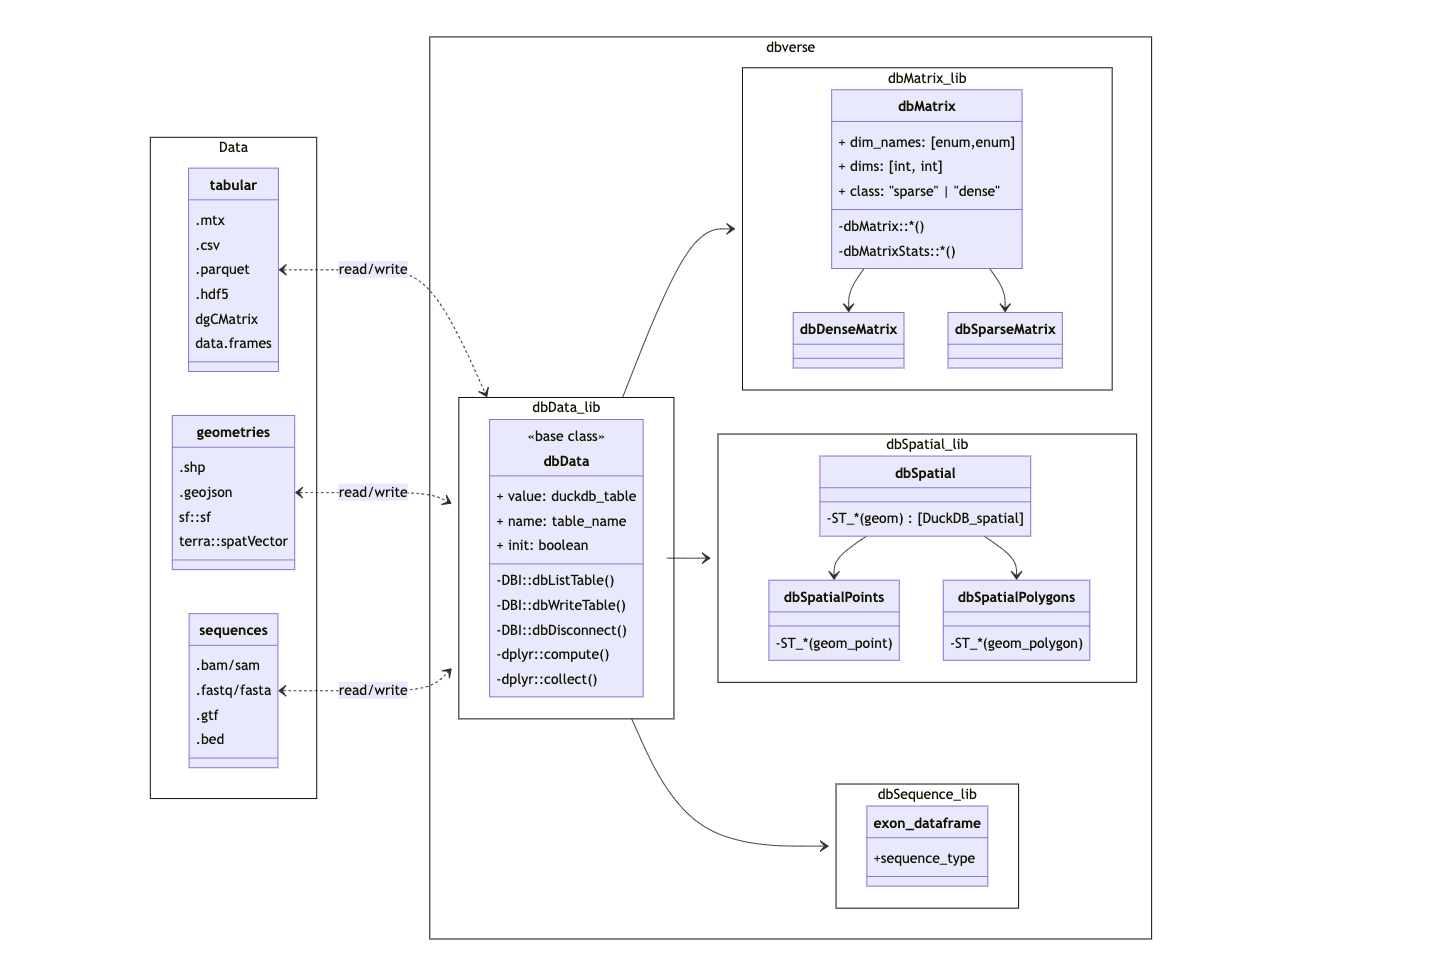 dbverse
Data
tabular
.mtx
.csv
.parquet
.hdf5
dgCMatrix
data.frames
geometries
.shp
.geojson
sf::sf
terra::spatVector
sequences
.bam/sam
.fastq/fasta
.gtf
.bed
read/write
read/write
read/write
dbData_lib
«base class»
dbData
+ value: duckdb_table
+ name: table_name
+ init: boolean
-DBI::dbListTable()
-DBI::dbWriteTable()
-DBI::dbDisconnect()
-dplyr::compute()
-dplyr::collect()
dbMatrix_lib
dbMatrix
+ dim_names: [enum,enum]
+ dims: [int, int]
+ class: "sparse" | "dense"
-dbMatrix::*()
-dbMatrixStats::*()
dbDenseMatrix
dbSparseMatrix
dbSpatial_lib
dbSpatial
-ST_*(geom) : [DuckDB_spatial]
dbSpatialPoints
-ST_*(geom_point)
dbSpatialPolygons
-ST_*(geom_polygon)
dbSequence_lib
exon_dataframe
+sequence_type